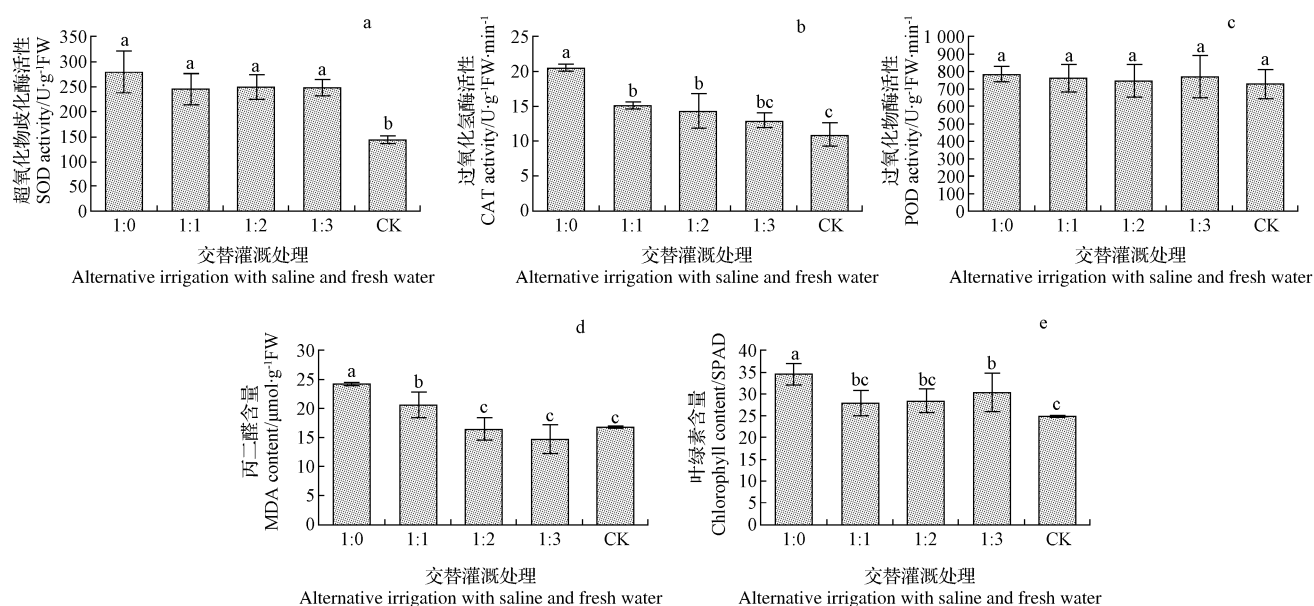 a
超氧化物歧化酶活性
SOD activity/U·g⁻¹FW
350
300
250
200
150
100
50
0
a
a
a
a
b
1:0
1:1
1:2
1:3
CK
交替灌溉处理
Alternative irrigation with saline and fresh water
b
过氧化氢酶活性
CAT activity/U·g⁻¹FW·min⁻¹
25
20
15
10
5
0
a
b
b
bc
c
1:0
1:1
1:2
1:3
CK
交替灌溉处理
Alternative irrigation with saline and fresh water
c
过氧化物酶活性
POD activity/U·g⁻¹FW·min⁻¹
1 000
900
800
700
600
500
400
300
200
100
0
a
a
a
a
a
1:0
1:1
1:2
1:3
CK
交替灌溉处理
Alternative irrigation with saline and fresh water
d
丙二醛含量
MDA content/μmol·g⁻¹FW
30
25
20
15
10
5
0
a
b
c
c
c
1:0
1:1
1:2
1:3
CK
交替灌溉处理
Alternative irrigation with saline and fresh water
e
叶绿素含量
Chlorophyll content/SPAD
40
35
30
25
20
15
10
5
0
a
bc
bc
b
c
1:0
1:1
1:2
1:3
CK
交替灌溉处理
Alternative irrigation with saline and fresh water